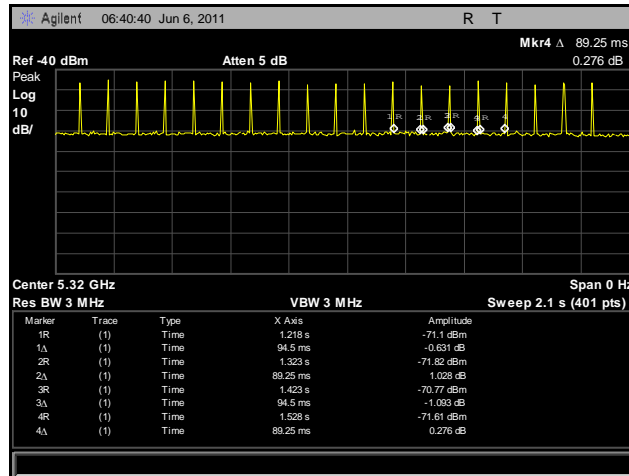 Agilent 06:40:40 Jun 6, 2011 R T
Mkr4 Δ 89.25 ms
Ref -40 dBm Atten 5 dB 0.276 dB
Peak
Log
10
dB/
1R 2R 3R 4R 4
Center 5.32 GHz Span 0 Hz
Res BW 3 MHz VBW 3 MHz Sweep 2.1 s (401 pts)
Marker Trace Type X Axis Amplitude
1R (1) Time 1.218 s -71.1 dBm
1Δ (1) Time 94.5 ms -0.631 dB
2R (1) Time 1.323 s -71.82 dBm
2Δ (1) Time 89.25 ms 1.028 dB
3R (1) Time 1.423 s -70.77 dBm
3Δ (1) Time 94.5 ms -1.093 dB
4R (1) Time 1.528 s -71.61 dBm
4Δ (1) Time 89.25 ms 0.276 dB